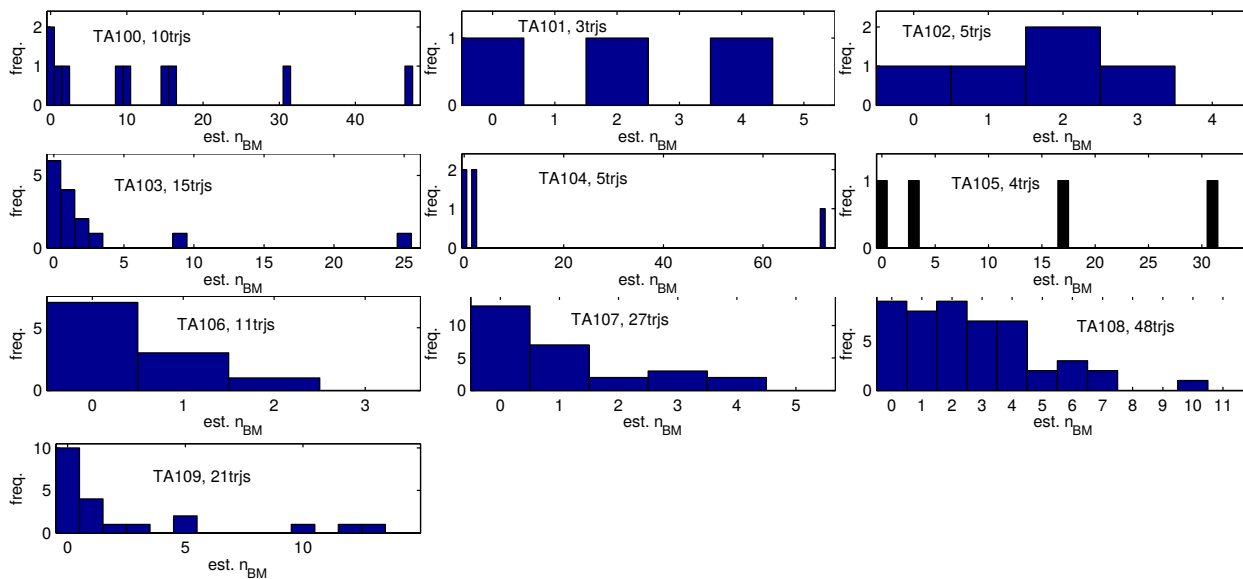 TA100, 10trjs
freq.
2
1
0
0 10 20 30 40
est. n_BM
TA101, 3trjs
freq.
1
0
0 1 2 3 4 5
est. n_BM
TA102, 5trjs
freq.
2
1
0
0 1 2 3 4
est. n_BM
TA103, 15trjs
freq.
5
0
0 5 10 15 20 25
est. n_BM
TA104, 5trjs
freq.
2
1
0
0 20 40 60
est. n_BM
TA105, 4trjs
freq.
1
0
0 5 10 15 20 25 30
est. n_BM
TA106, 11trjs
freq.
5
0
0 1 2 3
est. n_BM
TA107, 27trjs
freq.
10
5
0
0 1 2 3 4 5
est. n_BM
TA108, 48trjs
freq.
5
0
0 1 2 3 4 5 6 7 8 9 10 11
est. n_BM
TA109, 21trjs
freq.
10
5
0
0 5 10
est. n_BM